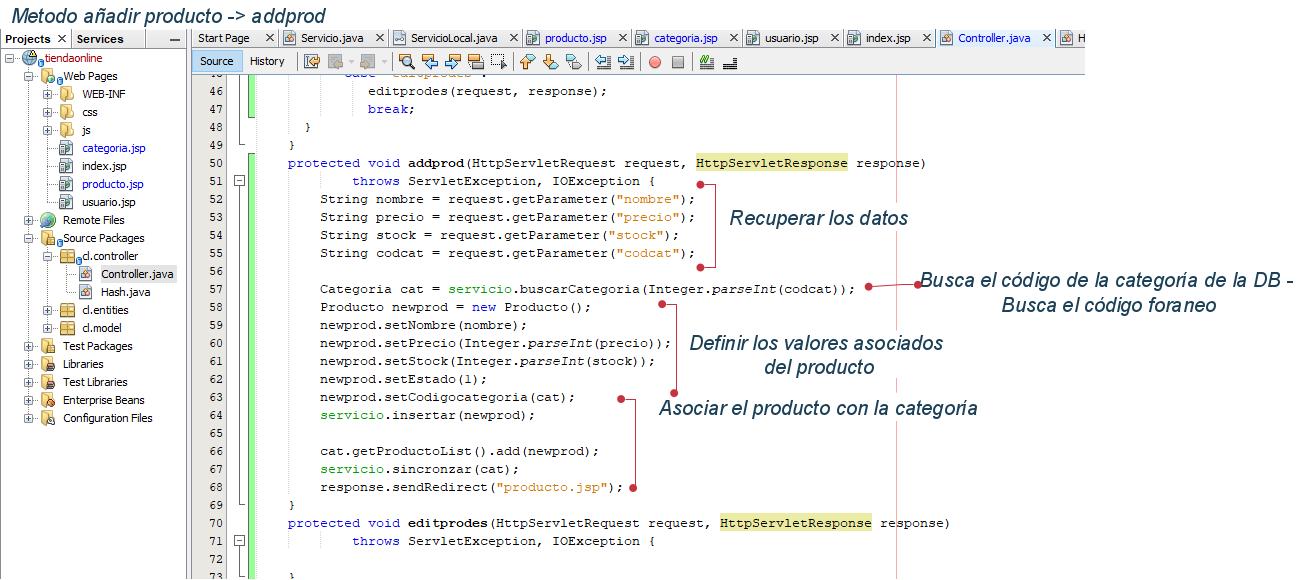 Metodo añadir producto -> addprod
Projects
Services
Start Page
Servicio.java
ServicioLocal.java
producto.jsp
categoria.jsp
usuario.jsp
index.jsp
Controller.java
H
Source
History
tiendaonline
Web Pages
WEB-INF
css
js
categoria.jsp
index.jsp
producto.jsp
usuario.jsp
Remote Files
Source Packages
cl.controller
Controller.java
Hash.java
cl.entities
cl.model
Test Packages
Libraries
Test Libraries
Enterprise Beans
Configuration Files
46 editprodes(request, response);
47 break;
48 }
49 }
50 protected void addprod(HttpServletRequest request, HttpServletResponse response)
51 throws ServletException, IOException {
52 String nombre = request.getParameter("nombre");
53 String precio = request.getParameter("precio");
54 String stock = request.getParameter("stock");
55 String codcat = request.getParameter("codcat");
56
57 Categoria cat = servicio.buscarCategoria(Integer.parseInt(codcat));
58 Producto newprod = new Producto();
59 newprod.setNombre(nombre);
60 newprod.setPrecio(Integer.parseInt(precio));
61 newprod.setStock(Integer.parseInt(stock));
62 newprod.setEstado(1);
63 newprod.setCodigocategoria(cat);
64 servicio.insertar(newprod);
65
66 cat.getProductoList().add(newprod);
67 servicio.sincronzar(cat);
68 response.sendRedirect("producto.jsp");
69 }
70 protected void editprodes(HttpServletRequest request, HttpServletResponse response)
71 throws ServletException, IOException {
72
73 }
Recuperar los datos
Busca el código de la categoría de la DB -
Busca el código foraneo
Definir los valores asociados
del producto
Asociar el producto con la categoría